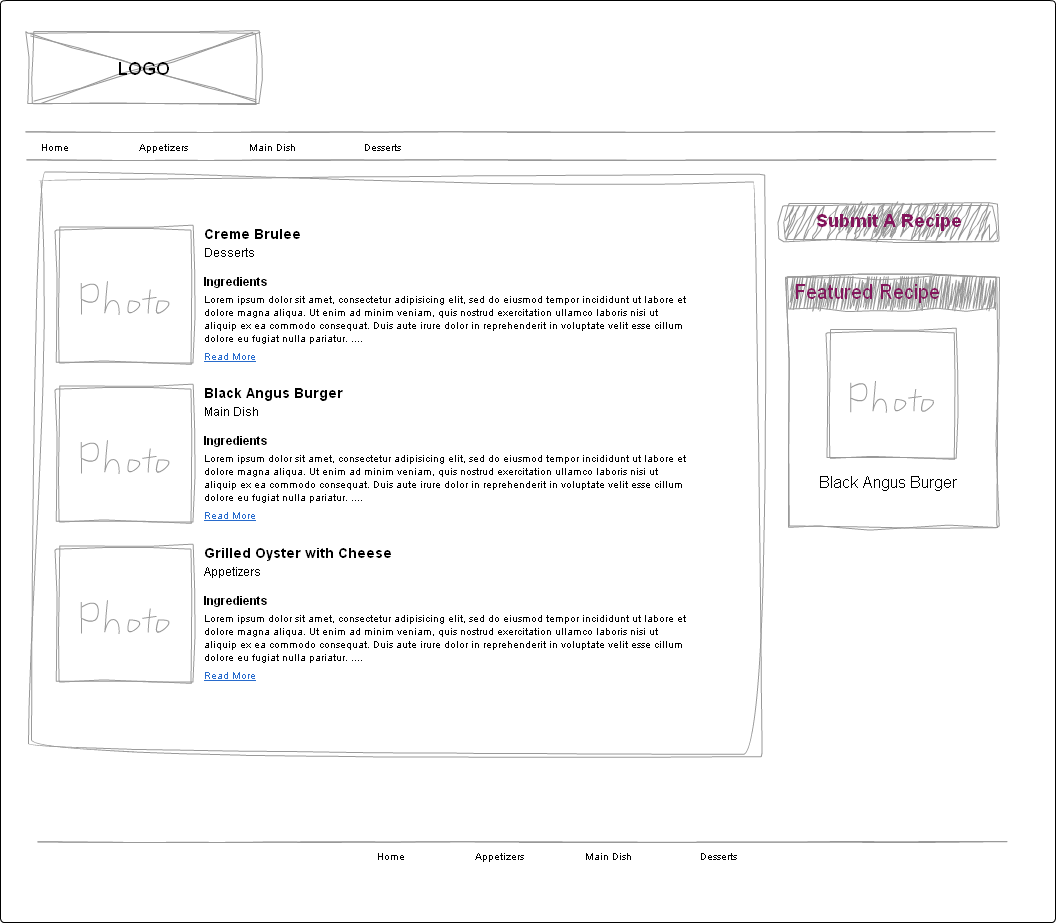 LOGO
Home Appetizers Main Dish Desserts
Submit A Recipe
Creme Brulee
Desserts
Photo
Ingredients
Lorem ipsum dolor sit amet, consectetur adipisicing elit, sed do eiusmod tempor incididunt ut labore et
dolore magna aliqua. Ut enim ad minim veniam, quis nostrud exercitation ullamco laboris nisi ut
aliquip ex ea commodo consequat. Duis aute irure dolor in reprehenderit in voluptate velit esse cillum
dolore eu fugiat nulla pariatur. ....
Read More
Black Angus Burger
Main Dish
Photo
Ingredients
Lorem ipsum dolor sit amet, consectetur adipisicing elit, sed do eiusmod tempor incididunt ut labore et
dolore magna aliqua. Ut enim ad minim veniam, quis nostrud exercitation ullamco laboris nisi ut
aliquip ex ea commodo consequat. Duis aute irure dolor in reprehenderit in voluptate velit esse cillum
dolore eu fugiat nulla pariatur. ....
Read More
Grilled Oyster with Cheese
Appetizers
Photo
Ingredients
Lorem ipsum dolor sit amet, consectetur adipisicing elit, sed do eiusmod tempor incididunt ut labore et
dolore magna aliqua. Ut enim ad minim veniam, quis nostrud exercitation ullamco laboris nisi ut
aliquip ex ea commodo consequat. Duis aute irure dolor in reprehenderit in voluptate velit esse cillum
dolore eu fugiat nulla pariatur. ....
Read More
Featured Recipe
Photo
Black Angus Burger
Home Appetizers Main Dish Desserts